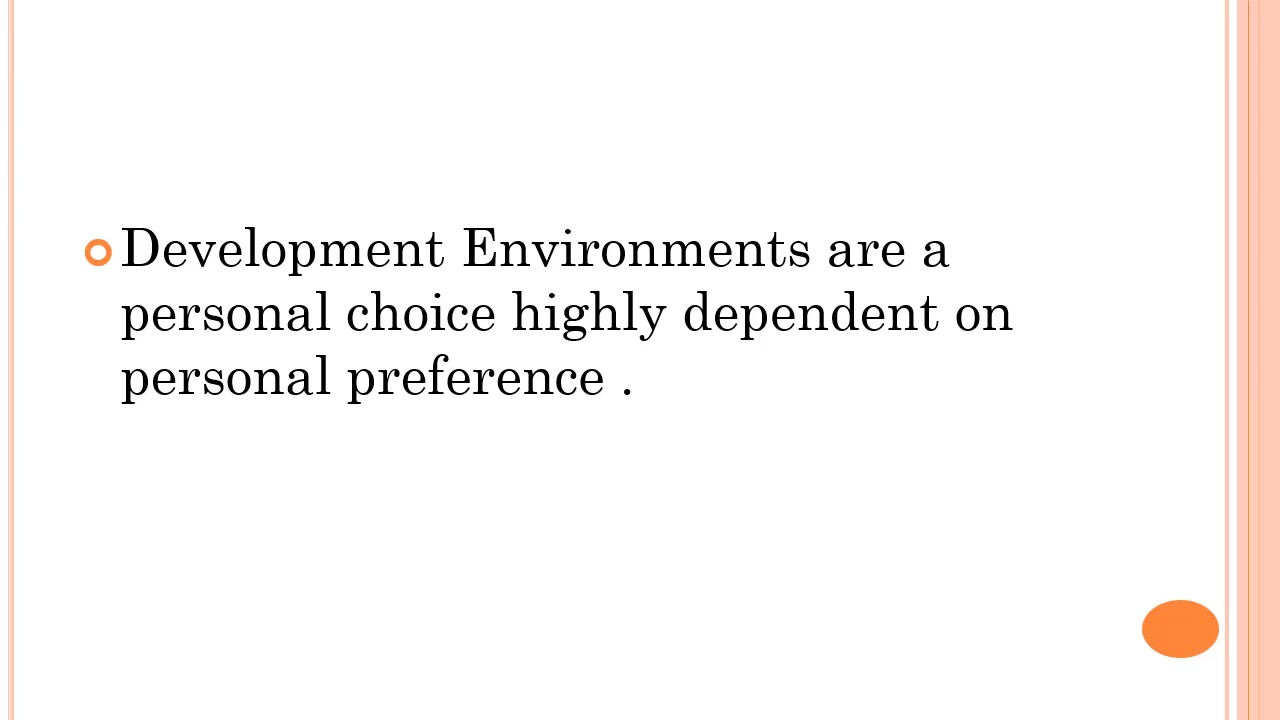 Development Environments are a
personal choice highly dependent on
personal preference .